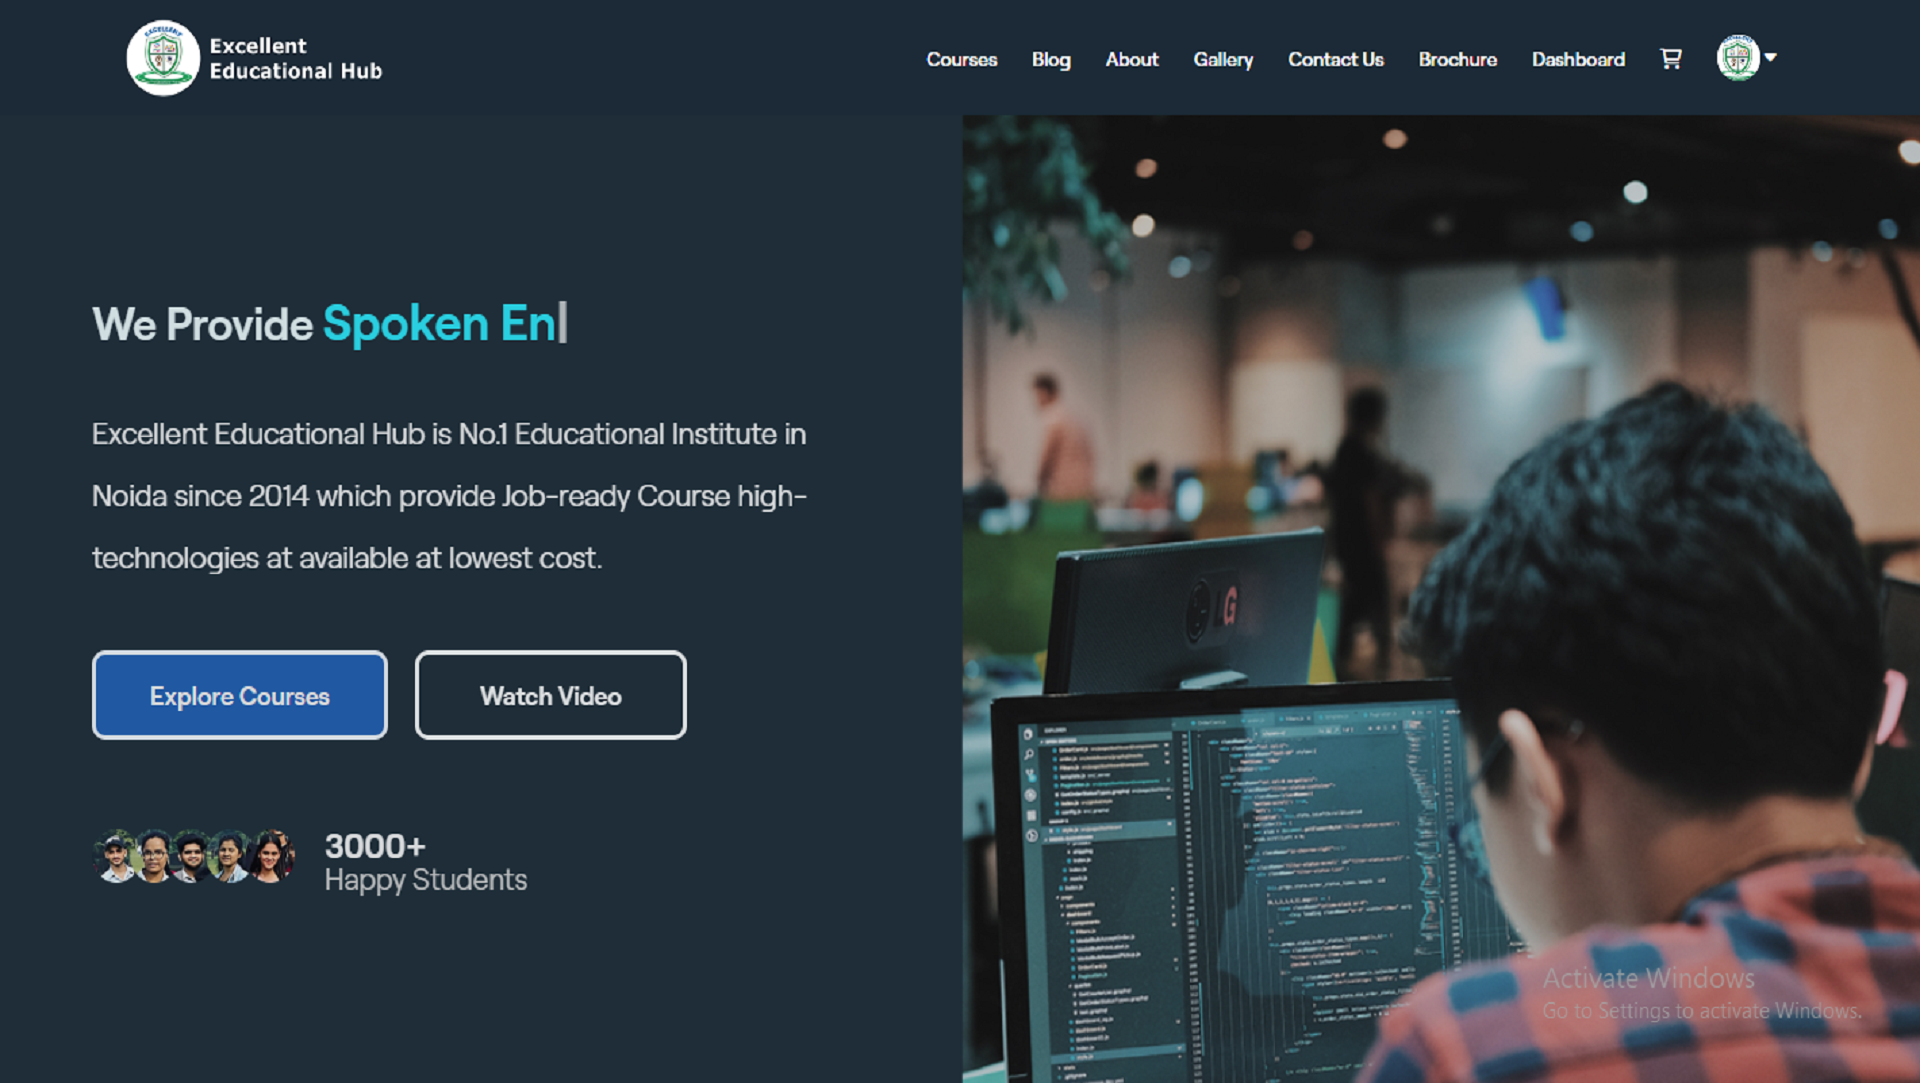 Excellent
Educational Hub
Courses Blog About Gallery Contact Us Brochure Dashboard
We Provide Spoken En
Excellent Educational Hub is No.1 Educational Institute in
Noida since 2014 which provide Job-ready Course high-
technologies at available at lowest cost.
Explore Courses
Watch Video
3000+
Happy Students
Activate Windows
Go to Settings to activate Windows.